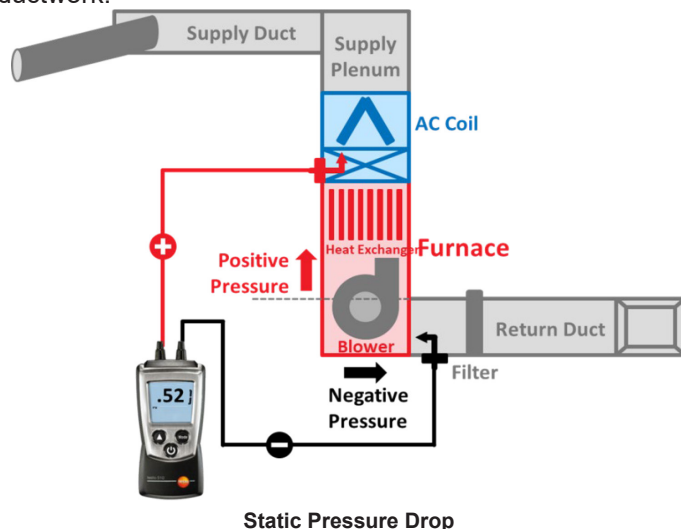 ductwork.
Supply Duct
Supply
Plenum
AC Coil
Heat Exchanger
Furnace
Positive
Pressure
Blower
Return Duct
Filter
Negative
Pressure
.52
Static Pressure Drop